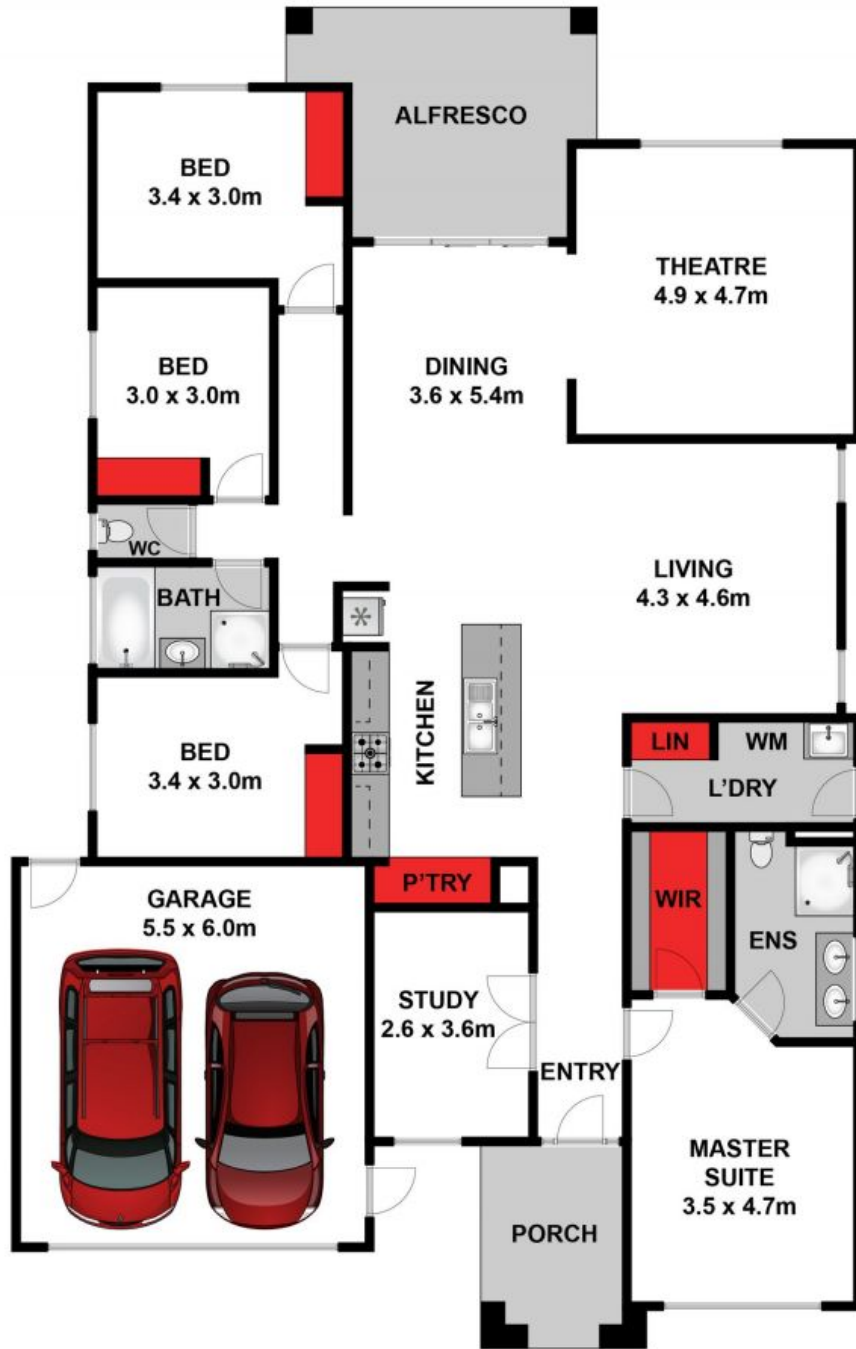 ALFRESCO
BED
3.4 x 3.0m
THEATRE
4.9 x 4.7m
BED
3.0 x 3.0m
DINING
3.6 x 5.4m
WC
BATH
LIVING
4.3 x 4.6m
KITCHEN
BED
3.4 x 3.0m
LIN
WM
L'DRY
P'TRY
GARAGE
5.5 x 6.0m
WIR
ENS
STUDY
2.6 x 3.6m
ENTRY
MASTER
SUITE
3.5 x 4.7m
PORCH